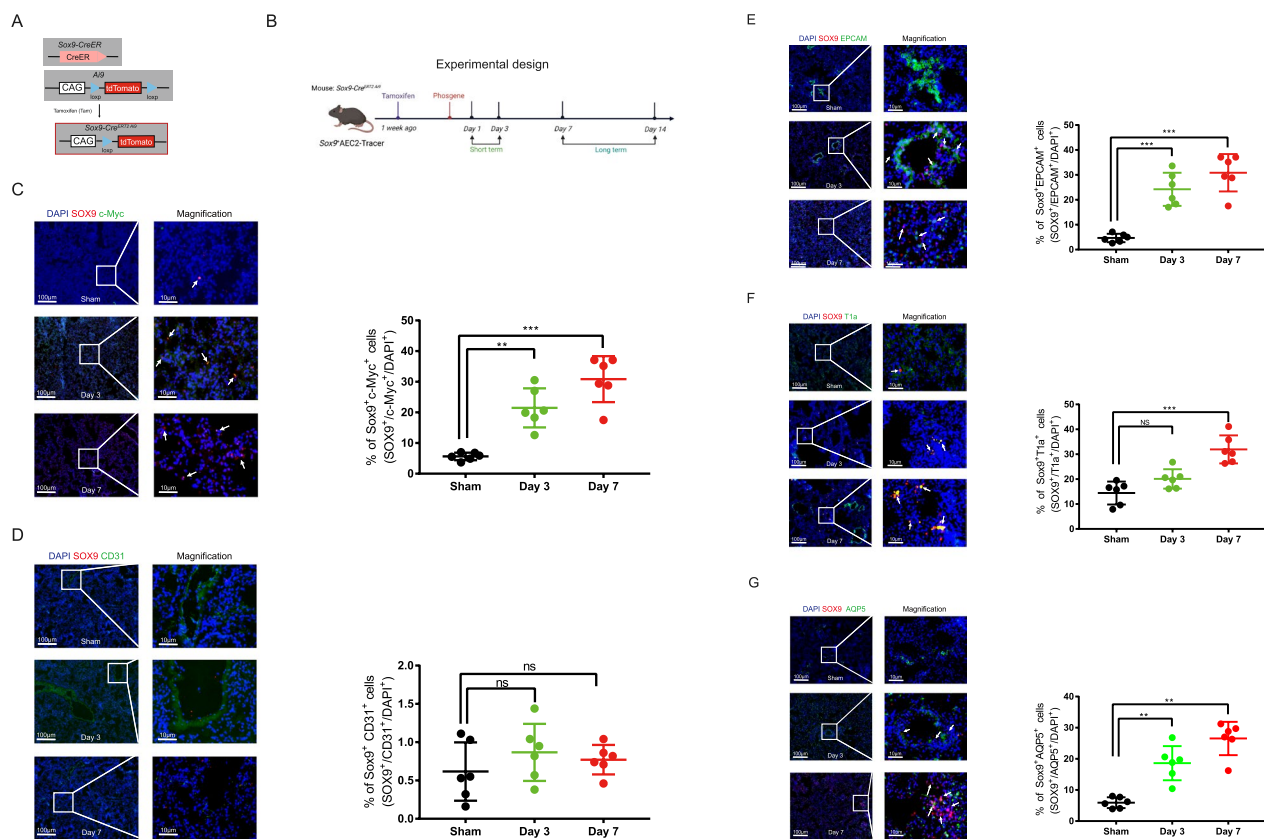 A
Sox9-CreER
CreER
Ai9
CAG
tdTomato
loxp
loxp
Tamoxifen (Tam)
Sox9-CreERT2 Ai9
CAG
tdTomato
loxp
B
Experimental design
Mouse: Sox9-CreERT2 Ai9
Tamoxifen
Phosgene
1 week ago
Day 1
Day 3
Day 7
Day 14
Short term
Long term
Sox9+AEC2-Tracer
C
DAPI SOX9 c-Myc
Magnification
100μm
Sham
10μm
100μm
Day 3
10μm
100μm
Day 7
10μm
% of Sox9+c-Myc+ cells
(SOX9+/c-Myc+/DAPI+)
50
40
30
20
10
0
**
***
Sham
Day 3
Day 7
D
DAPI SOX9 CD31
Magnification
100μm
Sham
10μm
100μm
Day 3
10μm
100μm
Day 7
10μm
% of Sox9+ CD31+ cells
(SOX9+/CD31+/DAPI+)
2.0
1.5
1.0
0.5
0.0
ns
ns
Sham
Day 3
Day 7
E
DAPI SOX9 EPCAM
Magnification
100μm
Sham
10μm
100μm
Day 3
10μm
100μm
Day 7
10μm
% of Sox9+EPCAM+ cells
(SOX9+/EPCAM+/DAPI+)
50
40
30
20
10
0
***
***
Sham
Day 3
Day 7
F
DAPI SOX9 T1a
Magnification
100μm
Sham
10μm
100μm
Day 3
10μm
100μm
Day 7
10μm
% of Sox9+T1a+ cells
(SOX9+/T1a+/DAPI+)
50
40
30
20
10
0
***
NS
Sham
Day 3
Day 7
G
DAPI SOX9 AQP5
Magnification
100μm
Sham
10μm
100μm
Day 3
10μm
100μm
Day 7
10μm
% of Sox9+AQP5+ cells
(SOX9+/AQP5+/DAPI+)
40
30
20
10
0
**
**
Sham
Day 3
Day 7